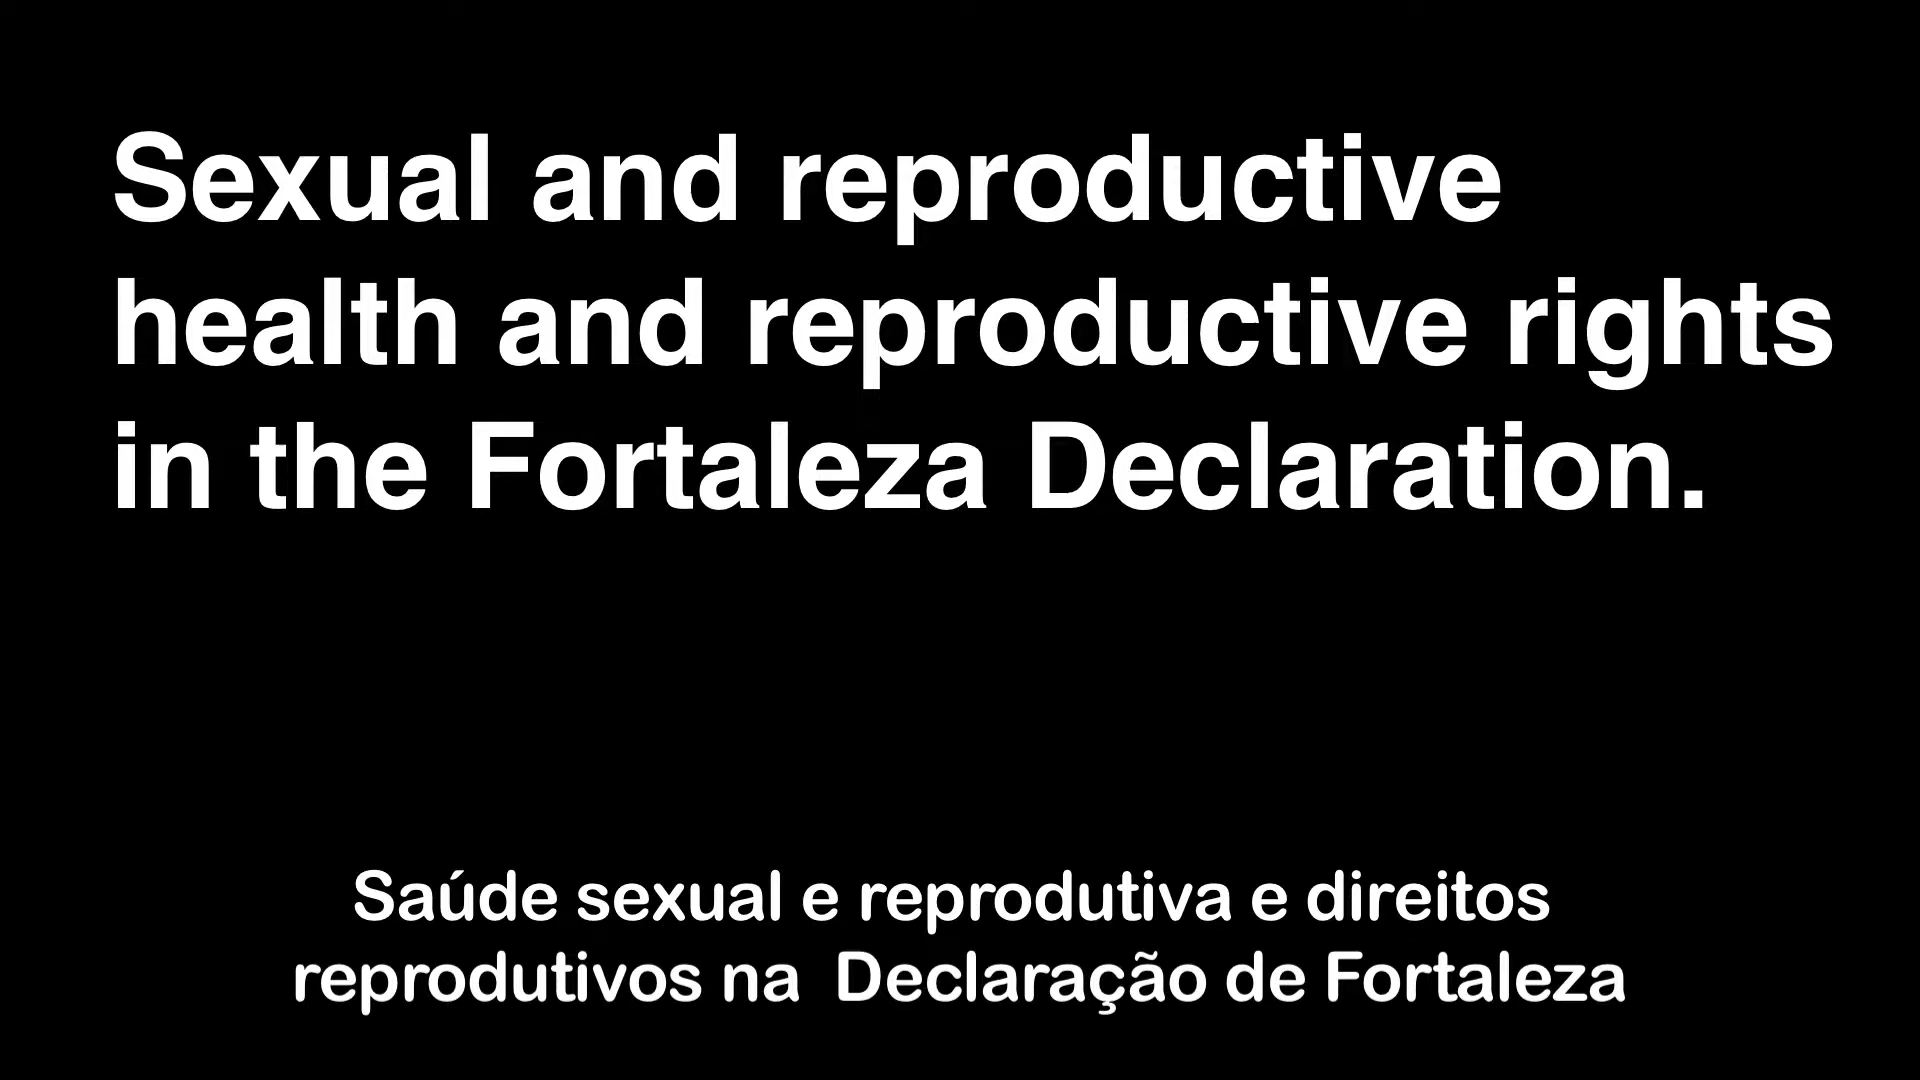 Sexual and reproductive
health and reproductive rights
in the Fortaleza Declaration.
Saúde sexual e reprodutiva e direitos
reprodutivos na  Declaração de Fortaleza